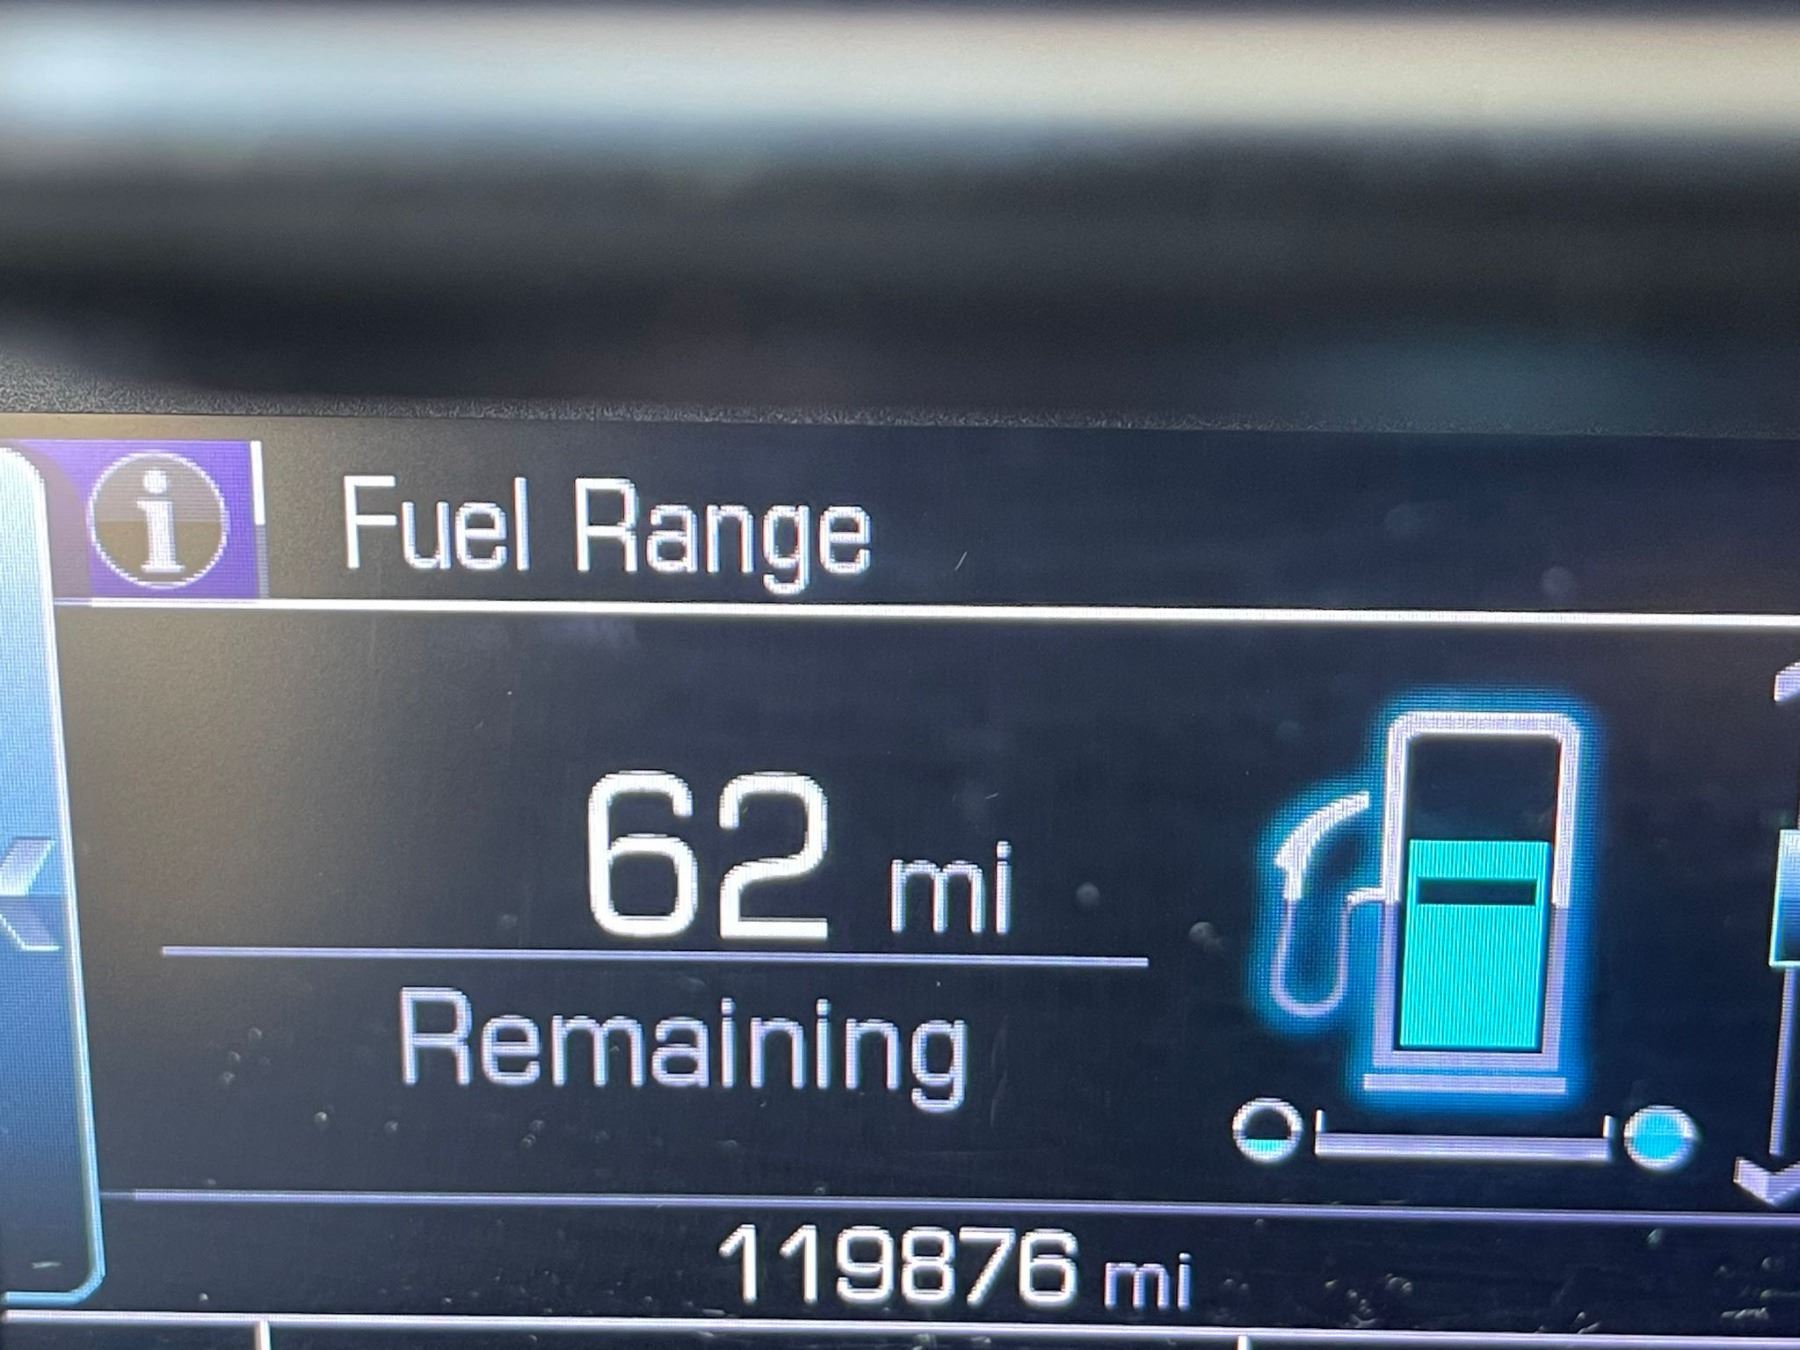 i Fuel Range
62 mi
Remaining
119876 mi